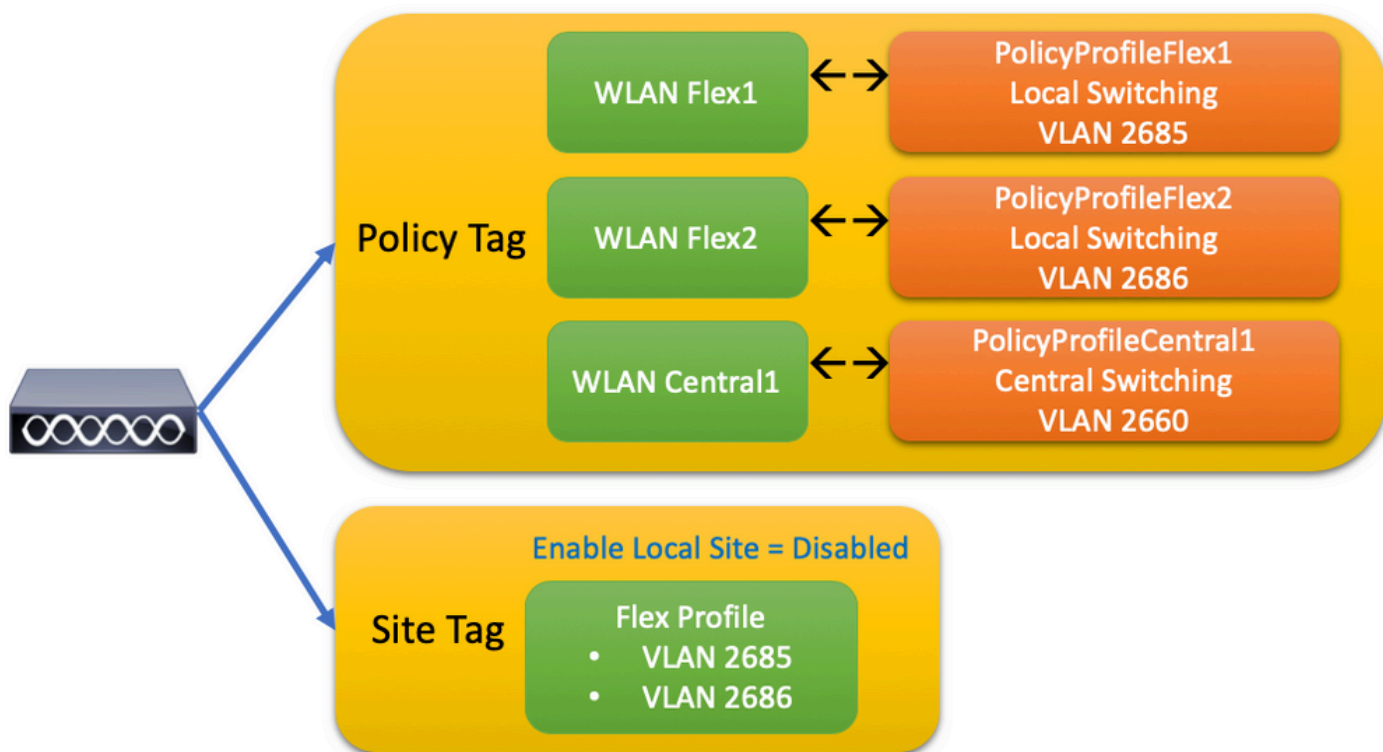 Policy Tag
WLAN Flex1
PolicyProfileFlex1
Local Switching
VLAN 2685
WLAN Flex2
PolicyProfileFlex2
Local Switching
VLAN 2686
WLAN Central1
PolicyProfileCentral1
Central Switching
VLAN 2660
Site Tag
Enable Local Site = Disabled
Flex Profile
• VLAN 2685
• VLAN 2686